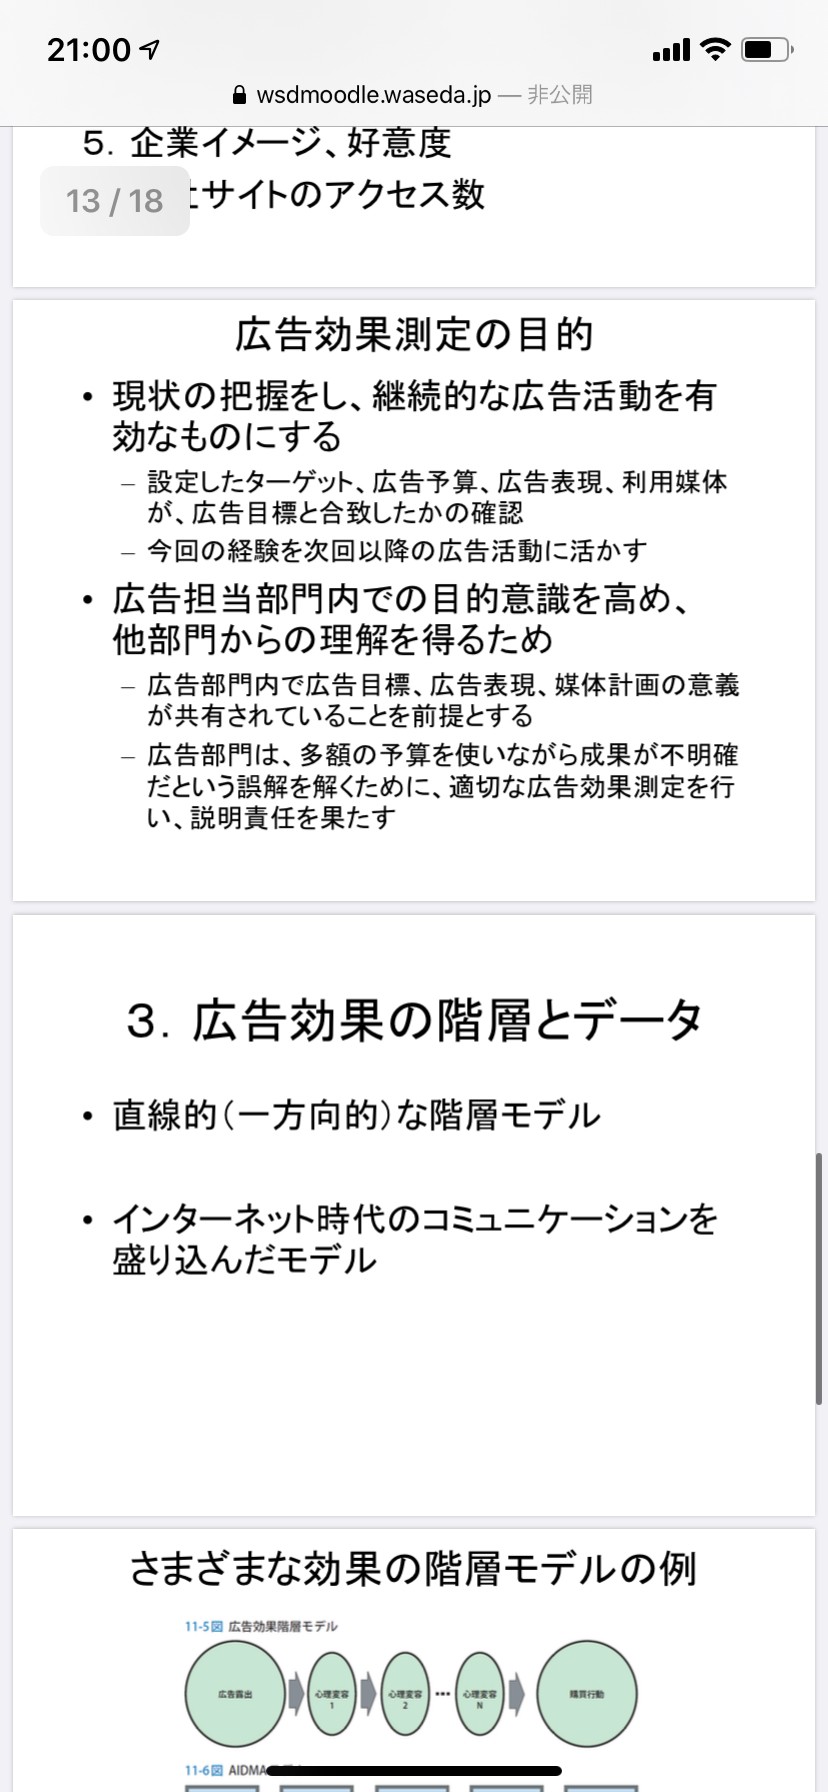 21:00
wsdmoodle.waseda.jp — 非公開
5. 企業イメージ、好意度
13 / 18
サイトのアクセス数
広告効果測定の目的
• 現状の把握をし、継続的な広告活動を有
効なものにする
– 設定したターゲット、広告予算、広告表現、利用媒体
が、広告目標と合致したかの確認
– 今回の経験を次回以降の広告活動に活かす
• 広告担当部門内での目的意識を高め、
他部門からの理解を得るため
– 広告部門内で広告目標、広告表現、媒体計画の意義
が共有されていることを前提とする
– 広告部門は、多額の予算を使いながら成果が不明確
だという誤解を解くために、適切な広告効果測定を行
い、説明責任を果たす
3. 広告効果の階層とデータ
• 直線的(一方向的)な階層モデル
• インターネット時代のコミュニケーションを
盛り込んだモデル
さまざまな効果の階層モデルの例
11-5図 広告効果階層モデル
広告露出
心理変容
1
心理変容
2
…
心理変容
N
購買行動
11-6図 AIDMA